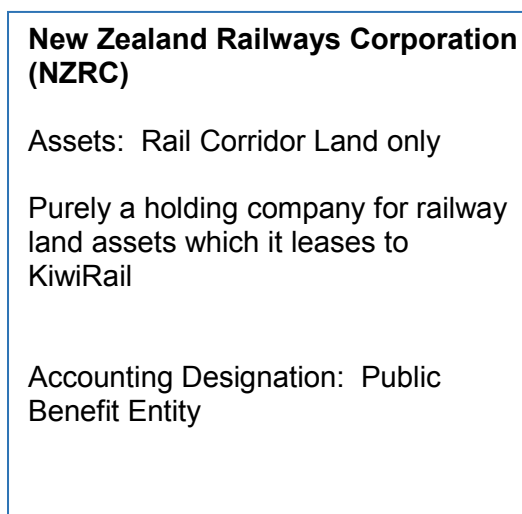 New Zealand Railways Corporation
(NZRC)
Assets: Rail Corridor Land only
Purely a holding company for railway
land assets which it leases to
KiwiRail
Accounting Designation: Public
Benefit Entity